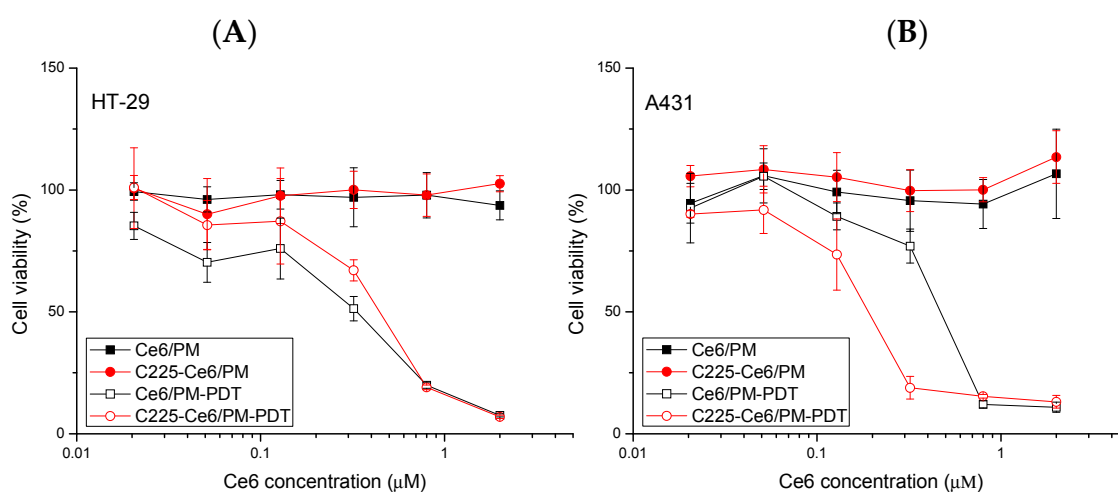 (A)
150
HT-29
100
Cell viability (%)
50
Ce6/PM
C225-Ce6/PM
Ce6/PM-PDT
C225-Ce6/PM-PDT
0
0.01
0.1
1
Ce6 concentration (μM)
(B)
150
A431
100
Cell viability (%)
50
Ce6/PM
C225-Ce6/PM
Ce6/PM-PDT
C225-Ce6/PM-PDT
0
0.01
0.1
1
Ce6 concentration (μM)